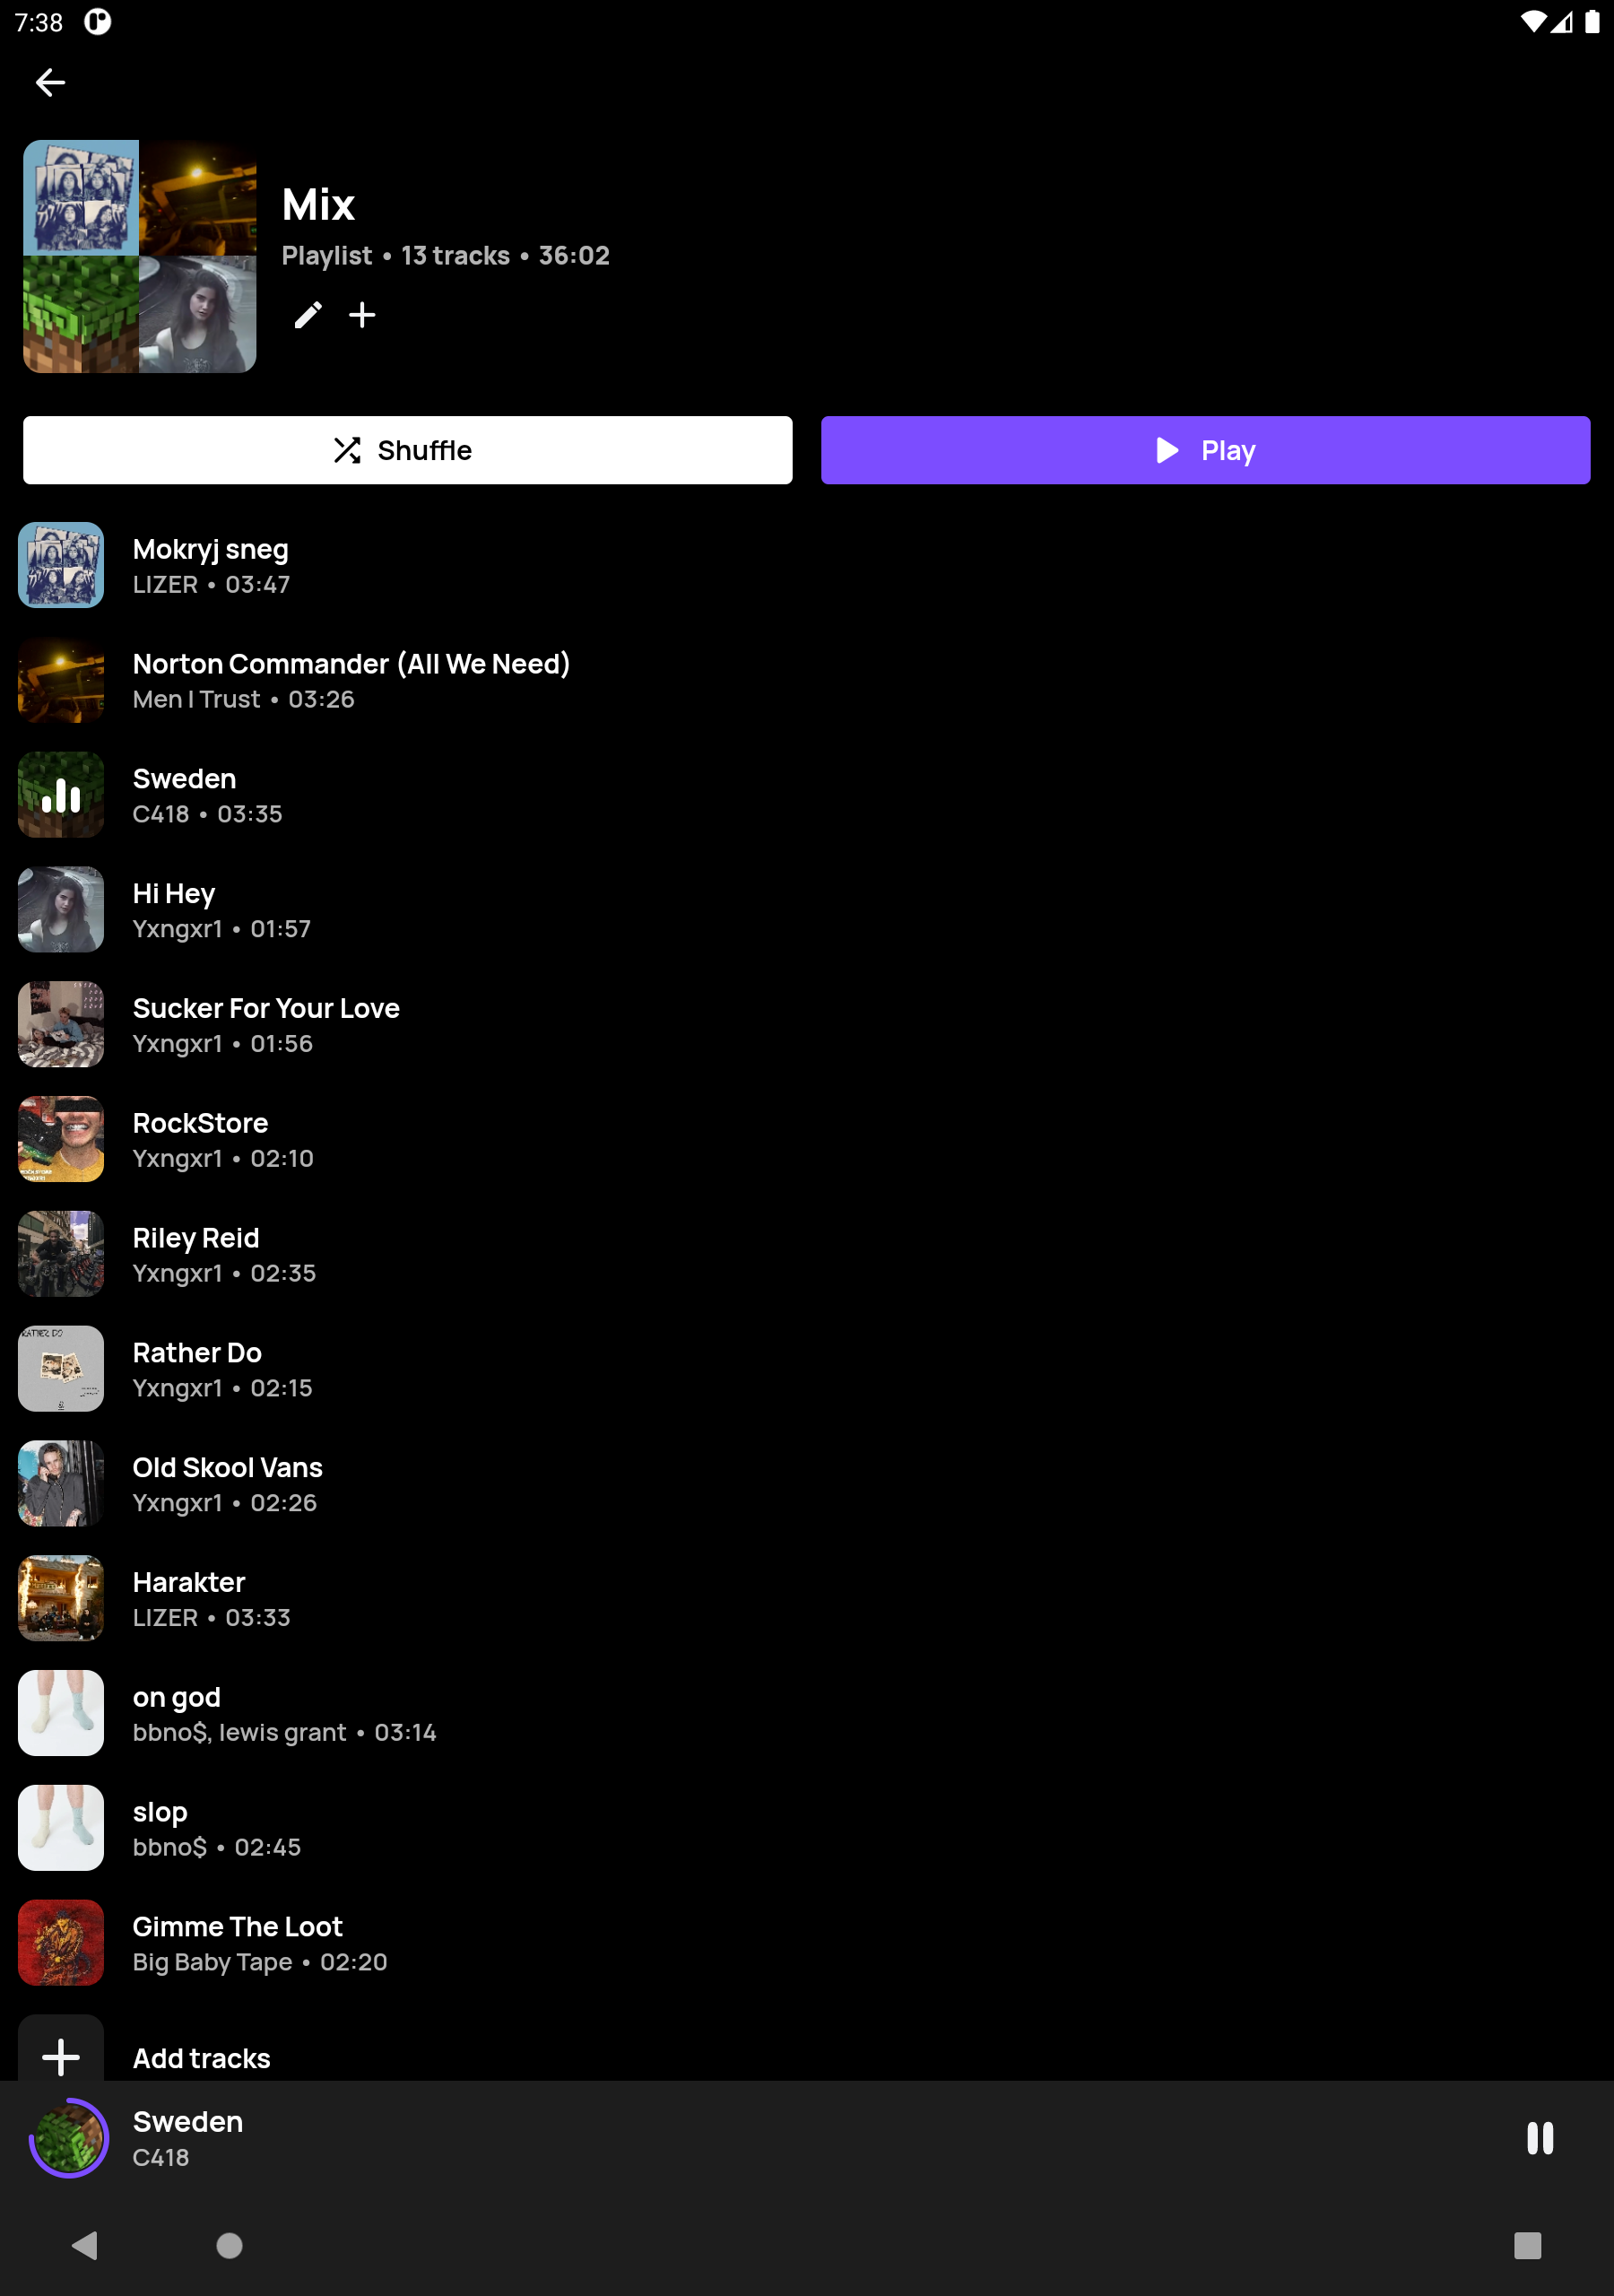 7:38
Mix
Playlist • 13 tracks • 36:02
Shuffle
Play
Mokryj sneg
LIZER • 03:47
Norton Commander (All We Need)
Men I Trust • 03:26
Sweden
C418 • 03:35
Hi Hey
Yxngxr1 • 01:57
Sucker For Your Love
Yxngxr1 • 01:56
RockStore
Yxngxr1 • 02:10
Riley Reid
Yxngxr1 • 02:35
RATHER DO
Rather Do
Yxngxr1 • 02:15
Old Skool Vans
Yxngxr1 • 02:26
Harakter
LIZER • 03:33
on god
bbno$, lewis grant • 03:14
slop
bbno$ • 02:45
Gimme The Loot
Big Baby Tape • 02:20
Add tracks
Sweden
C418